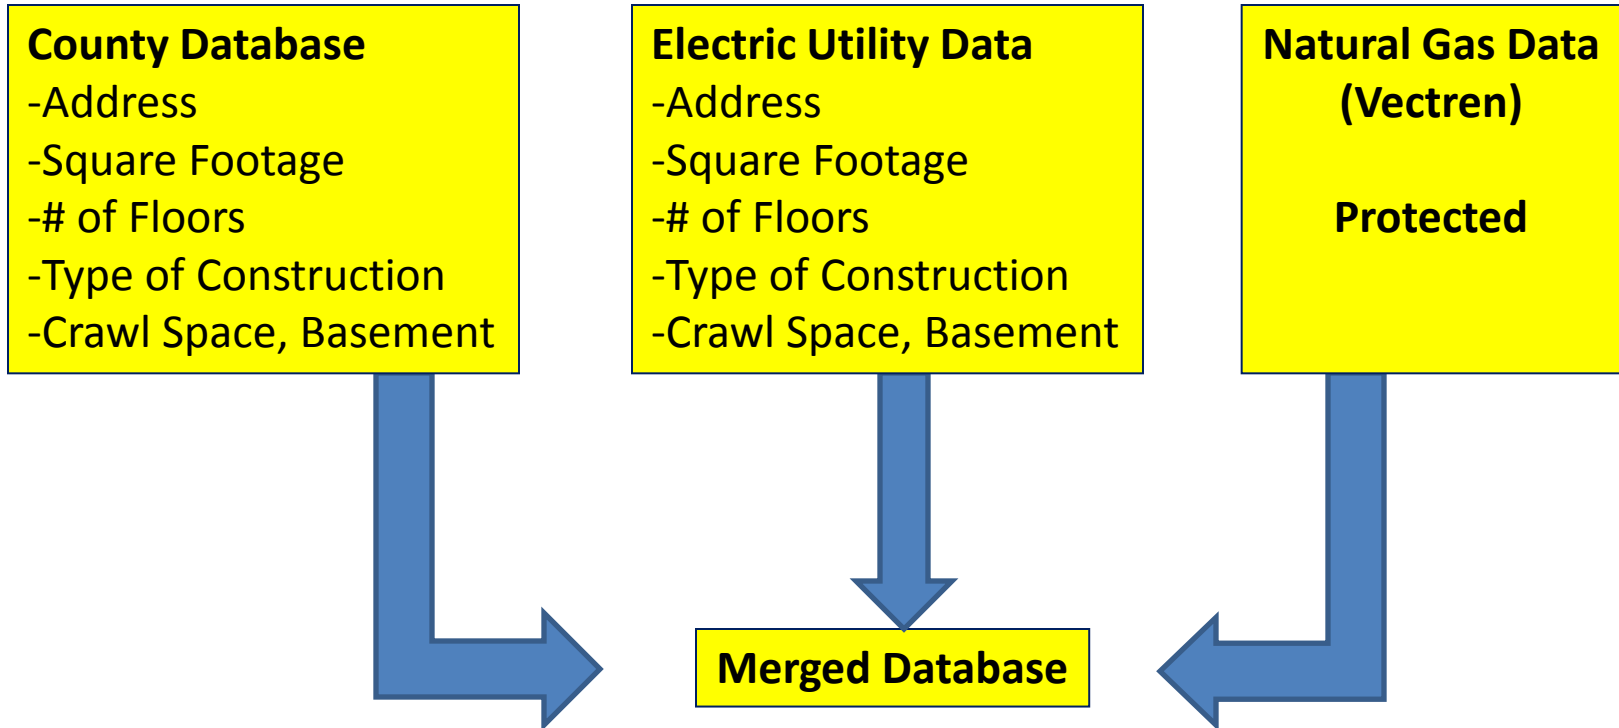 County Database
-Address
-Square Footage
-# of Floors
-Type of Construction
-Crawl Space, Basement
Electric Utility Data
-Address
-Square Footage
-# of Floors
-Type of Construction
-Crawl Space, Basement
Natural Gas Data
(Vectren)
Protected
Merged Database